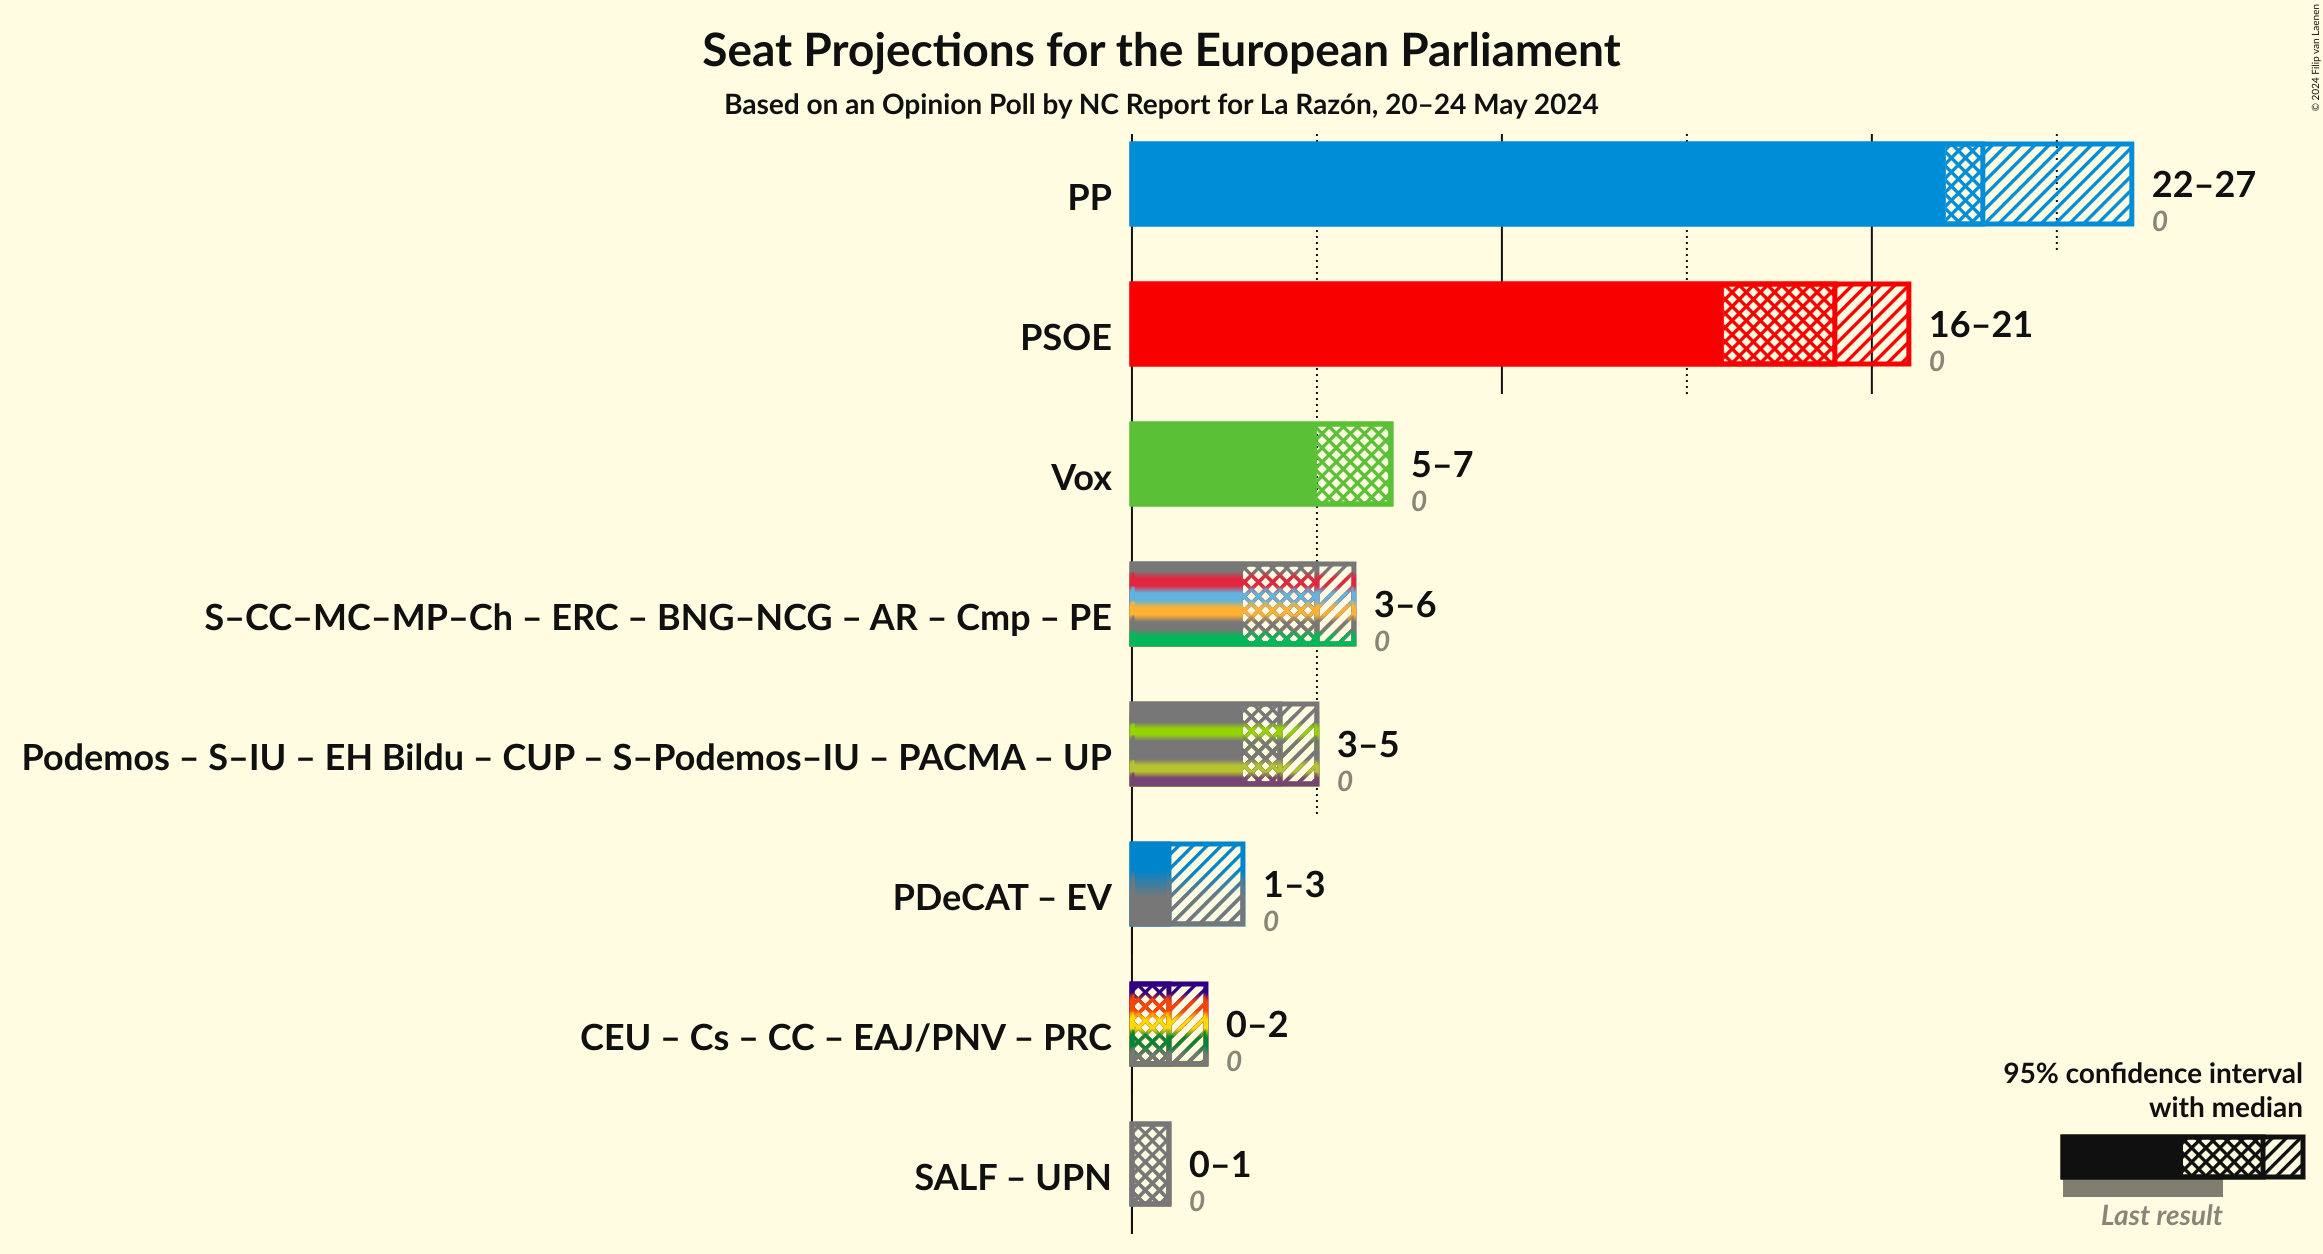 Seat Projections for the European Parliament
Based on an Opinion Poll by NC Report for La Razón, 20–24 May 2024
© 2024 Filip van Laenen
PP
22–27
0
PSOE
16–21
0
Vox
5–7
0
S–CC–MC–MP–Ch – ERC – BNG–NCG – AR – Cmp – PE
3–6
0
Podemos – S–IU – EH Bildu – CUP – S–Podemos–IU – PACMA – UP
3–5
0
PDeCAT – EV
1–3
0
CEU – Cs – CC – EAJ/PNV – PRC
0–2
0
SALF – UPN
0–1
0
95% confidence interval
with median
Last result